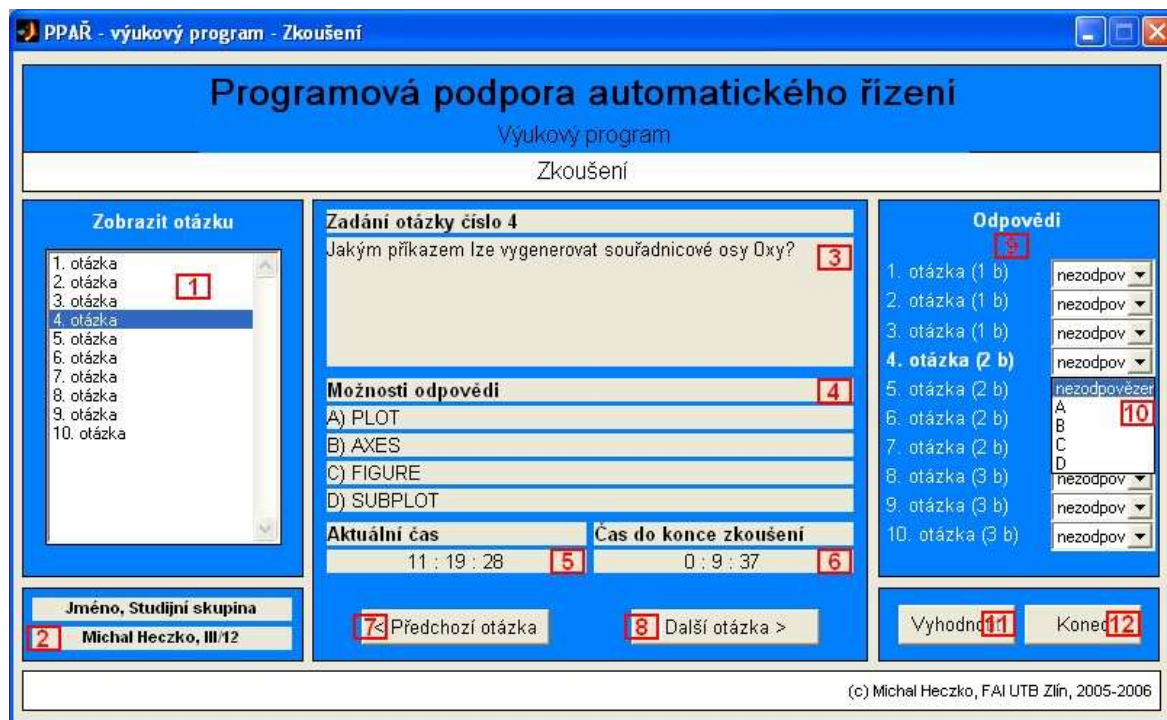 PPAŘ - výukový program - Zkoušení
Programová podpora automatického řízení
Výukový program
Zkoušení
Zobrazit otázku
1. otázka
1
2. otázka
3. otázka
4. otázka
5. otázka
6. otázka
7. otázka
8. otázka
9. otázka
10. otázka
2
Jméno, Studijní skupina
Michal Heczko, III/12
Zadání otázky číslo 4
Jakým příkazem lze vygenerovat souřadnicové osy Oxy?
3
Možnosti odpovědi
4
A) PLOT
B) AXES
C) FIGURE
D) SUBPLOT
Aktuální čas
11 : 19 : 28
5
Čas do konce zkoušení
0 : 9 : 37
6
7
< Předchozí otázka
8
Další otázka >
Odpovědi
9
1. otázka (1 b) nezodpov
2. otázka (1 b) nezodpov
3. otázka (1 b) nezodpov
4. otázka (2 b) nezodpov
5. otázka (2 b)
6. otázka (2 b)
7. otázka (2 b)
nezodpovězen
A
B
C
D
10
8. otázka (3 b) nezodpov
9. otázka (3 b) nezodpov
10. otázka (3 b) nezodpov
11
12
(c) Michal Heczko, FAI UTB Zlín, 2005-2006